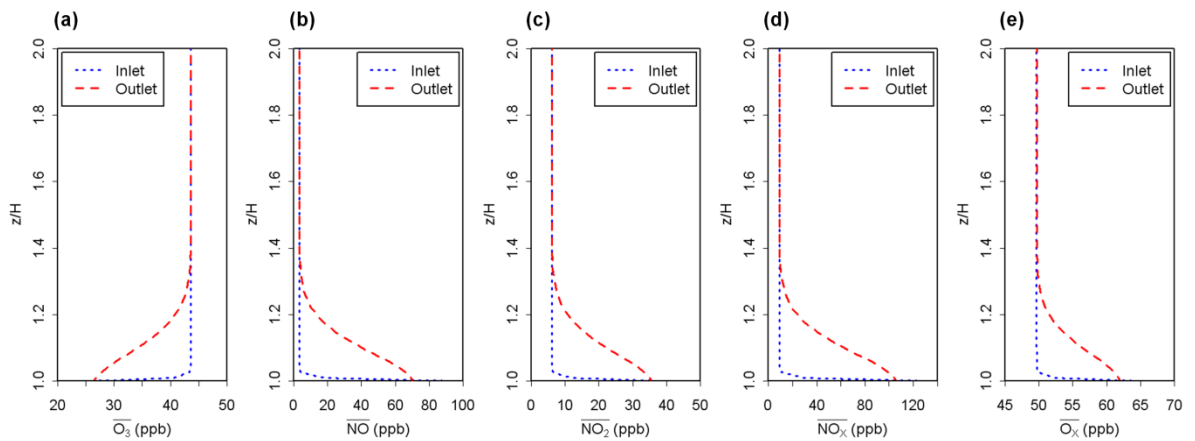 (a) (b) (c) (d) (e)
Inlet
Outlet
2.0
1.8
1.6
1.4
1.2
1.0
z/H
20 30 40 50
O₃ (ppb)
Inlet
Outlet
2.0
1.8
1.6
1.4
1.2
1.0
z/H
0 20 40 60 80 100
NO (ppb)
Inlet
Outlet
2.0
1.8
1.6
1.4
1.2
1.0
z/H
0 10 20 30 40 50
NO₂ (ppb)
Inlet
Outlet
2.0
1.8
1.6
1.4
1.2
1.0
z/H
0 40 80 120
NOₓ (ppb)
Inlet
Outlet
2.0
1.8
1.6
1.4
1.2
1.0
z/H
45 50 55 60 65 70
Oₓ (ppb)